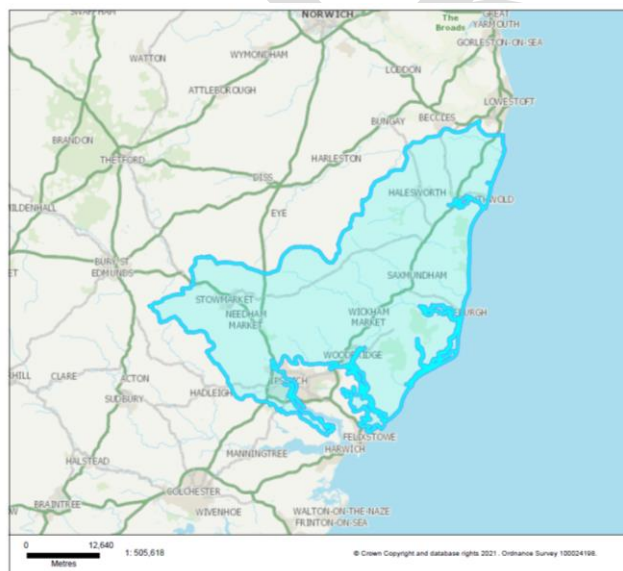 NORWICH
The
Broads
GREAT
YARMOUTH
GORLESTON-ON-SEA
WATTON
WYMONDHAM
LODDON
ATTLEBOROUGH
LOWESTOFT
BECCLES
BUNGAY
BRANDON
THETFORD
HARLESTON
DISS
HALESWORTH
EYE
MILDENHALL
BURY ST.
EDMUNDS
SAXMUNDHAM
STOWMARKET
NEEDHAM
MARKET
WICKHAM
MARKET
WOODBRIDGE
CLARE
ACTON
HADLEIGH
SUDBURY
FELIXSTOWE
HARWICH
MANNINGTREE
HALSTEAD
COLCHESTER
BRAINTREE
WIVENHOE
WALTON-ON-THE-NAZE
FRINTON-ON-SEA
0 12,640
Metres
1: 505,618
© Crown Copyright and database rights 2021. Ordnance Survey 100024198.